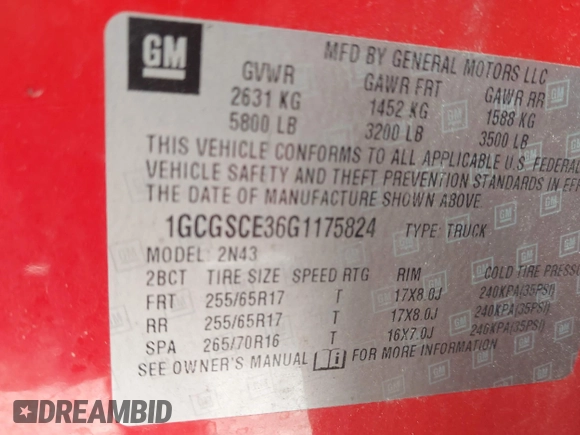 GM
MFD BY GENERAL MOTORS LLC
GVWR GAWR FRT GAWR RR
2631 KG 1452 KG 1588 KG
5800 LB 3200 LB 3500 LB
THIS VEHICLE CONFORMS TO ALL APPLICABLE U.S. FEDERAL
VEHICLE SAFETY AND THEFT PREVENTION STANDARDS IN EFF
THE DATE OF MANUFACTURE SHOWN ABOVE
1GCGSCE36G1175824 TYPE: TRUCK
MODEL: 2N43
2BCT TIRE SIZE SPEED RTG RIM COLD TIRE PRESS
FRT 255/65R17 T 17X8.0J 240KPA(35PSI)
RR 255/65R17 T 17X8.0J 240KPA(35PSI)
SPA 265/70R16 T 16X7.0J 240KPA(35PSI)
SEE OWNER'S MANUAL FOR MORE INFORMATION
DREAMBID